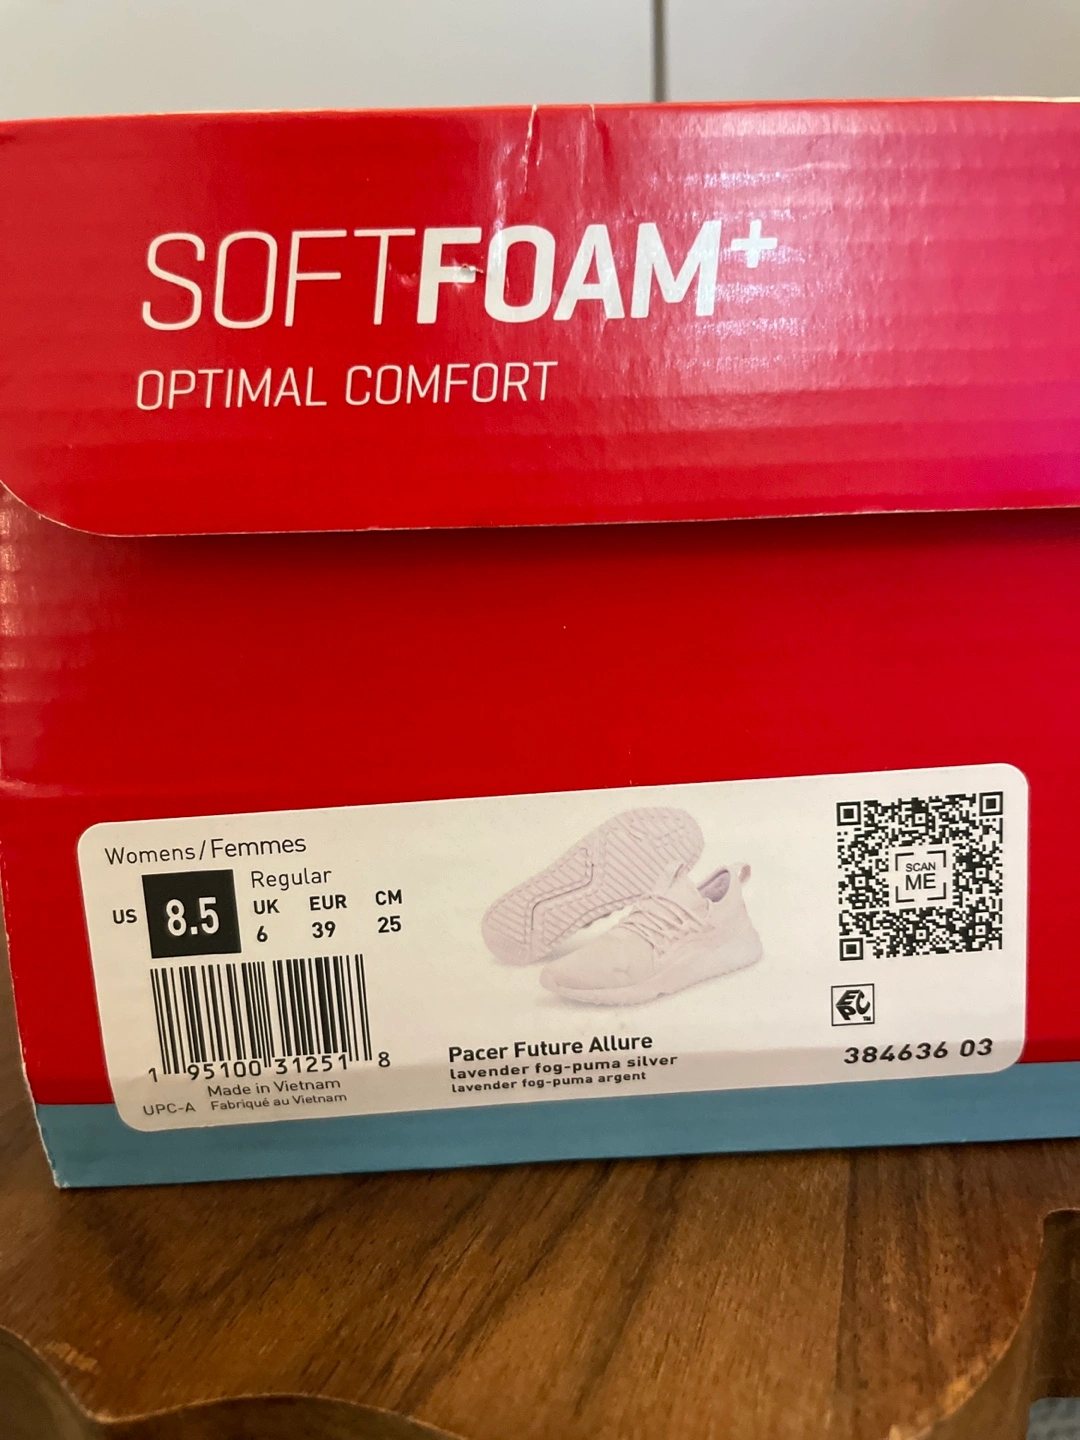 SOFTFOAM+
OPTIMAL COMFORT
Womens/Femmes
Regular
US 8.5
UK EUR CM
6 39 25
1 95100 31251 8
Made in Vietnam
UPC-A Fabriqué au Vietnam
Pacer Future Allure
lavender fog-puma silver
lavender fog-puma argent
SCAN
ME
EPC TM
384636 03